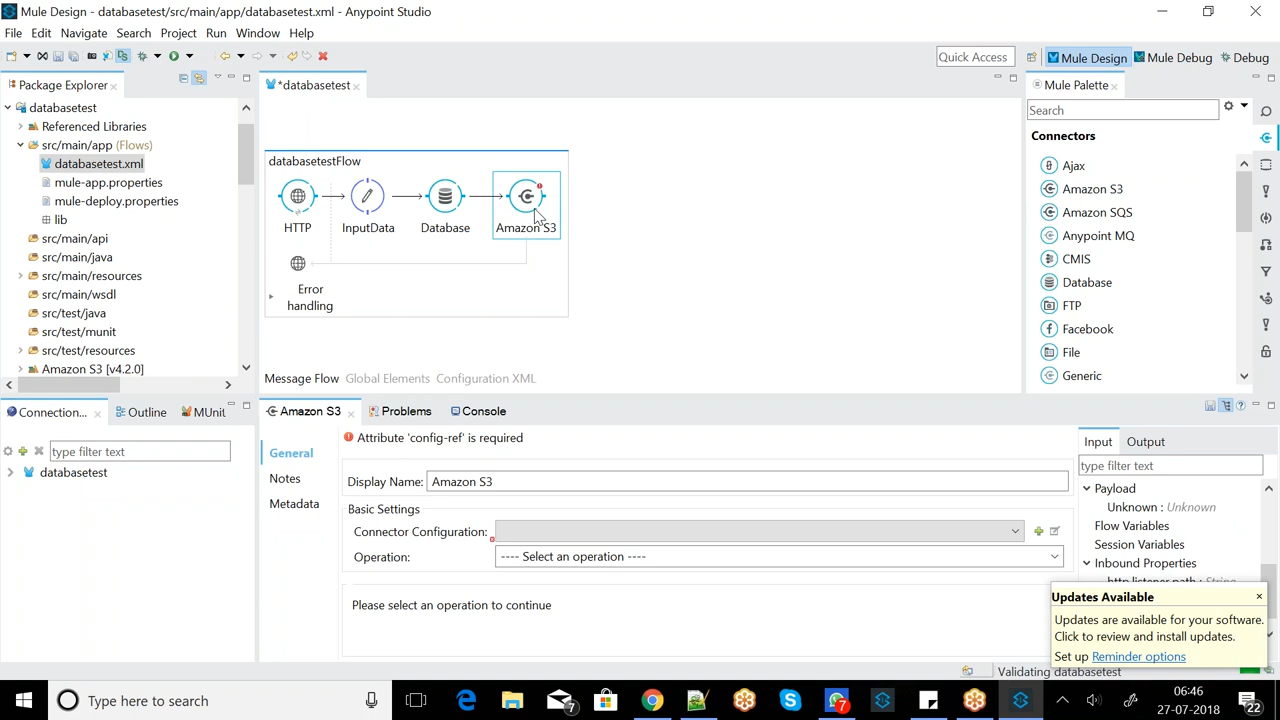 Mule Design - databasetest/src/main/app/databasetest.xml - Anypoint Studio
File Edit Navigate Search Project Run Window Help
Quick Access
Mule Design
Mule Debug
Debug
Package Explorer
databasetest
Referenced Libraries
src/main/app (Flows)
databasetest.xml
mule-app.properties
mule-deploy.properties
lib
src/main/api
src/main/java
src/main/resources
src/main/wsdl
src/test/java
src/test/munit
src/test/resources
Amazon S3 [v4.2.0]
*databasetest
databasetestFlow
HTTP
InputData
Database
Amazon S3
Error
handling
Message Flow Global Elements Configuration XML
Mule Palette
Search
Connectors
Ajax
Amazon S3
Amazon SQS
Anypoint MQ
CMIS
Database
FTP
Facebook
File
Generic
Connection...
Outline
MUnit
type filter text
databasetest
Amazon S3
Problems
Console
General
Notes
Metadata
Attribute 'config-ref' is required
Display Name: Amazon S3
Basic Settings
Connector Configuration:
Operation: ---- Select an operation ----
Please select an operation to continue
Input Output
type filter text
Payload
Unknown : Unknown
Flow Variables
Session Variables
Inbound Properties
http.listener.path : String
Updates Available
Updates are available for your software.
Click to review and install updates.
Set up Reminder options
Validating databasetest
Type here to search
7
7
06:46
27-07-2018
22